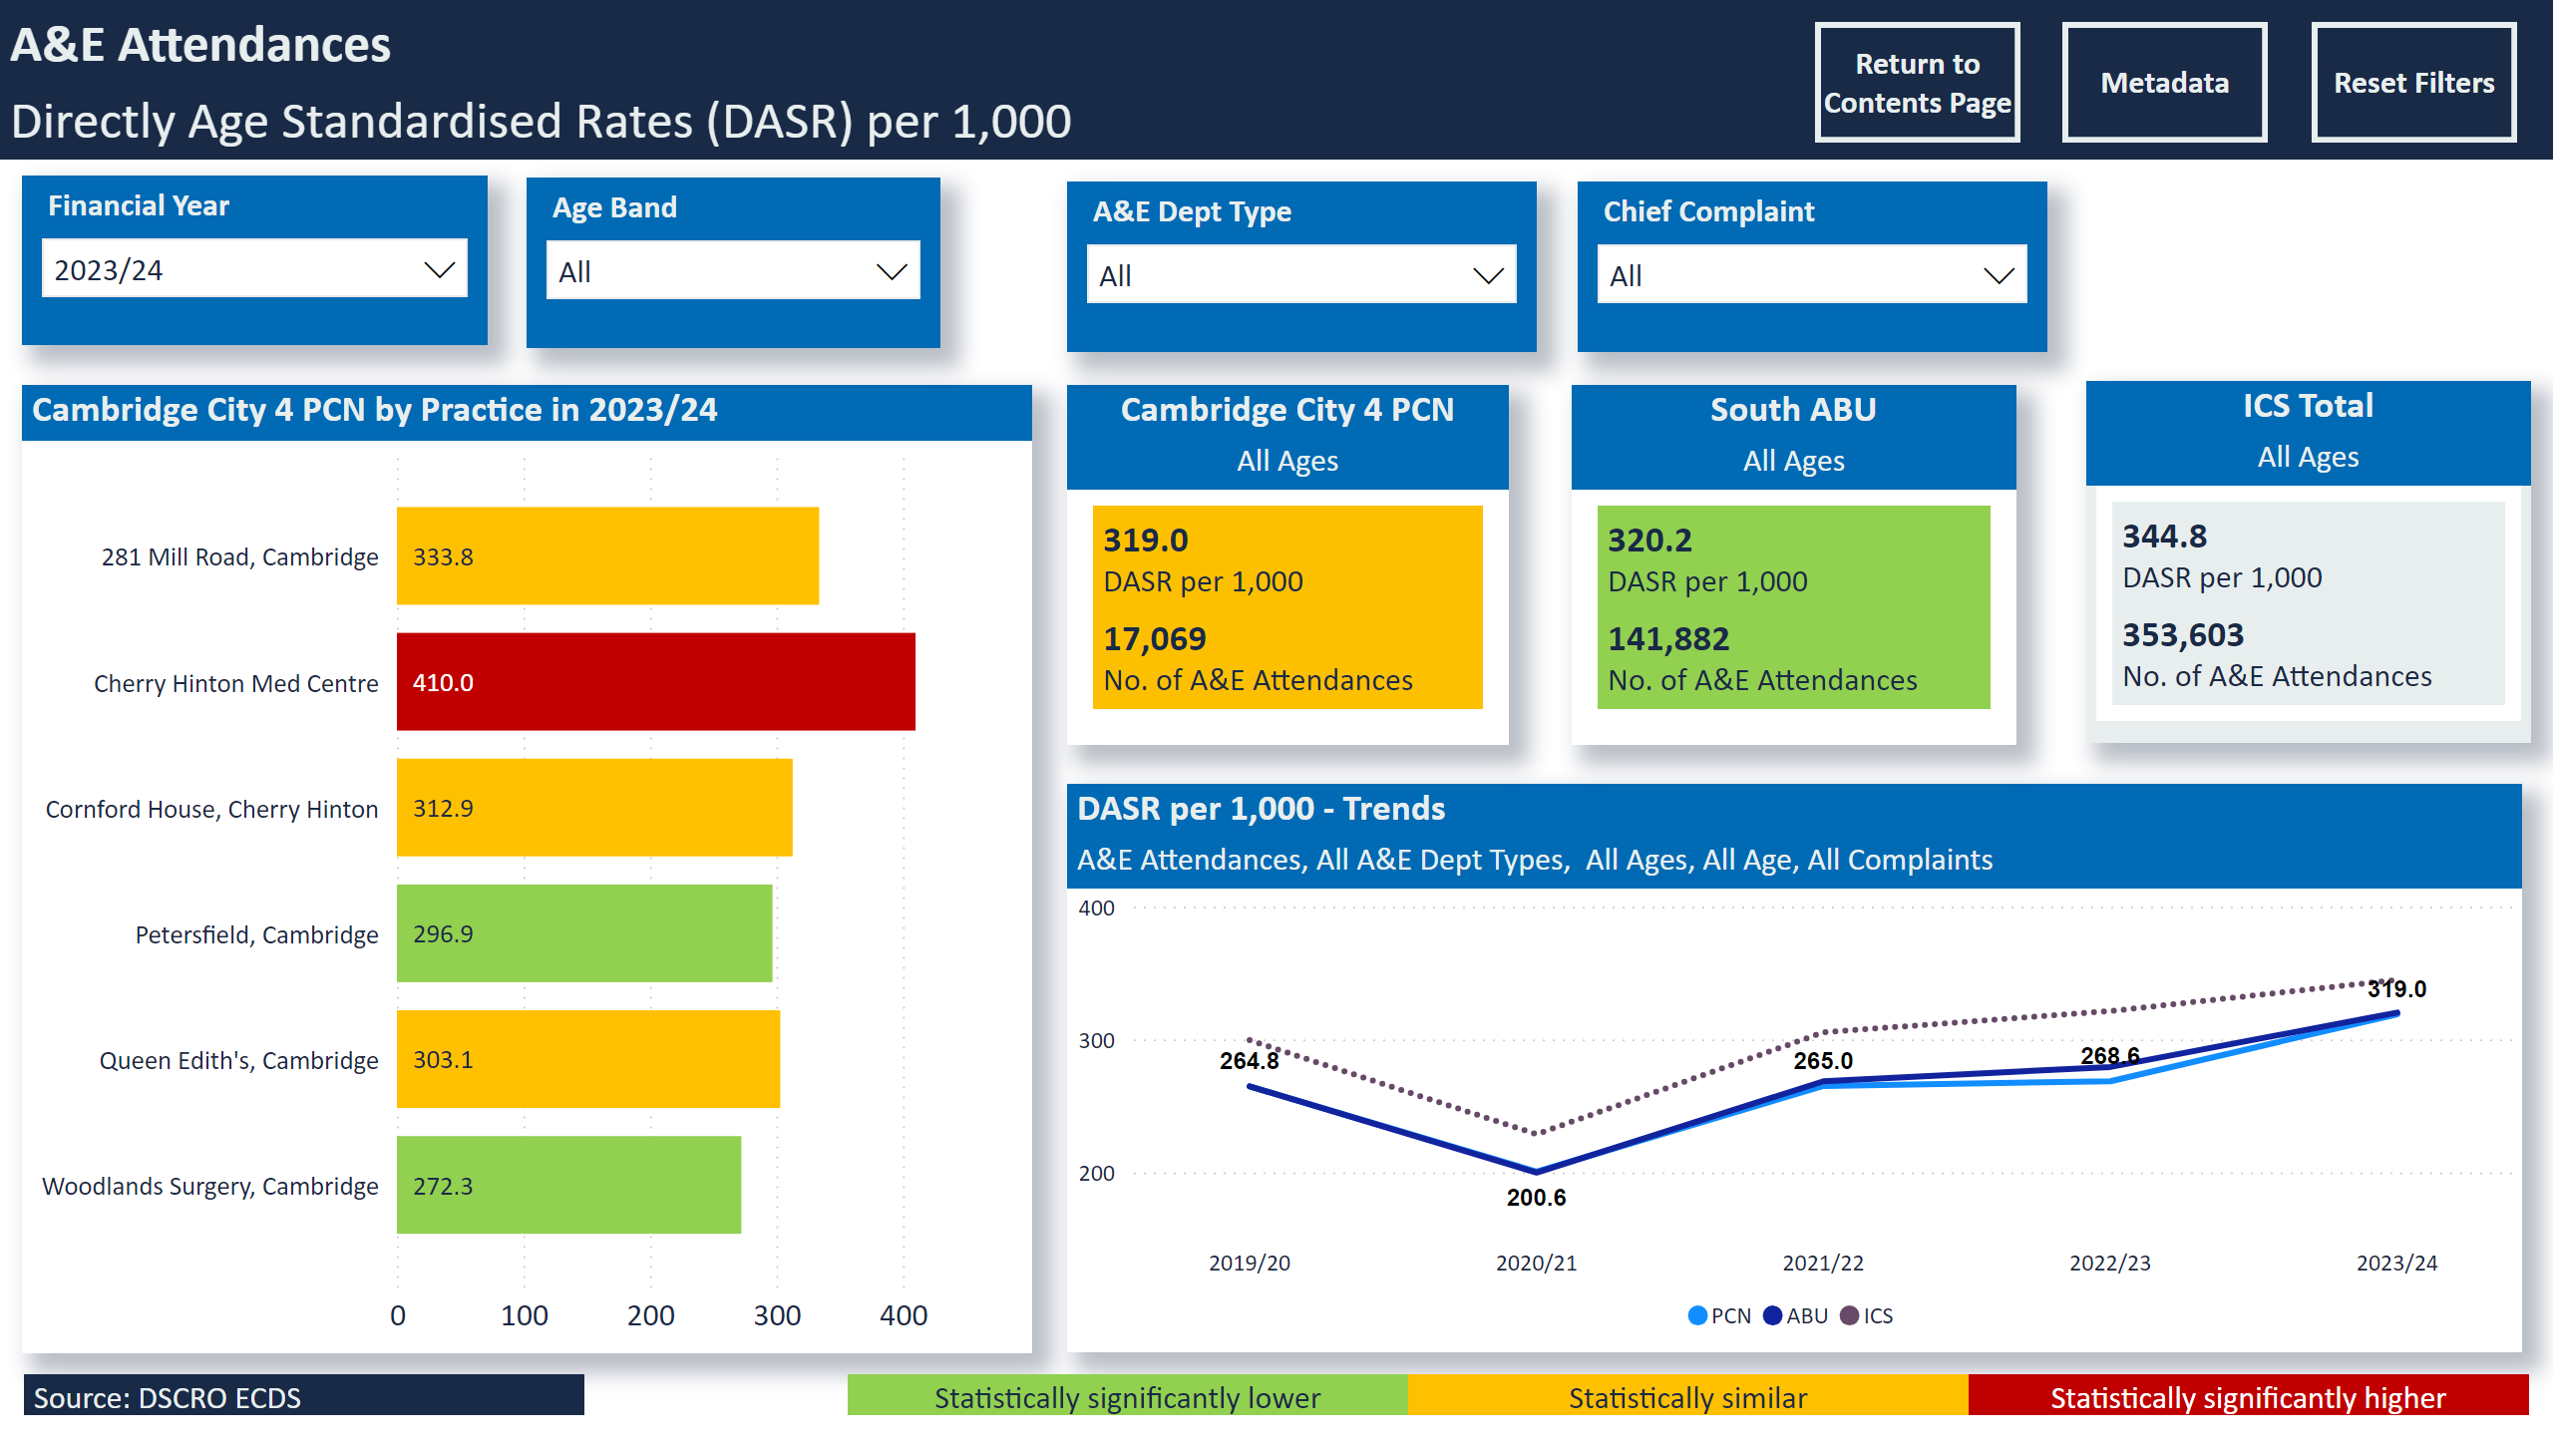 A&E Attendances
Directly Age Standardised Rates (DASR) per 1,000
Return to
Contents Page
Metadata
Reset Filters
Financial Year
2023/24
Age Band
All
A&E Dept Type
All
Chief Complaint
All
Cambridge City 4 PCN by Practice in 2023/24
281 Mill Road, Cambridge 333.8
Cherry Hinton Med Centre 410.0
Cornford House, Cherry Hinton 312.9
Petersfield, Cambridge 296.9
Queen Edith's, Cambridge 303.1
Woodlands Surgery, Cambridge 272.3
0 100 200 300 400
Cambridge City 4 PCN
All Ages
319.0
DASR per 1,000
17,069
No. of A&E Attendances
South ABU
All Ages
320.2
DASR per 1,000
141,882
No. of A&E Attendances
ICS Total
All Ages
344.8
DASR per 1,000
353,603
No. of A&E Attendances
DASR per 1,000 - Trends
A&E Attendances, All A&E Dept Types, All Ages, All Age, All Complaints
400
300
200
264.8
200.6
265.0
268.6
319.0
2019/20 2020/21 2021/22 2022/23 2023/24
PCN ABU ICS
Source: DSCRO ECDS
Statistically significantly lower
Statistically similar
Statistically significantly higher